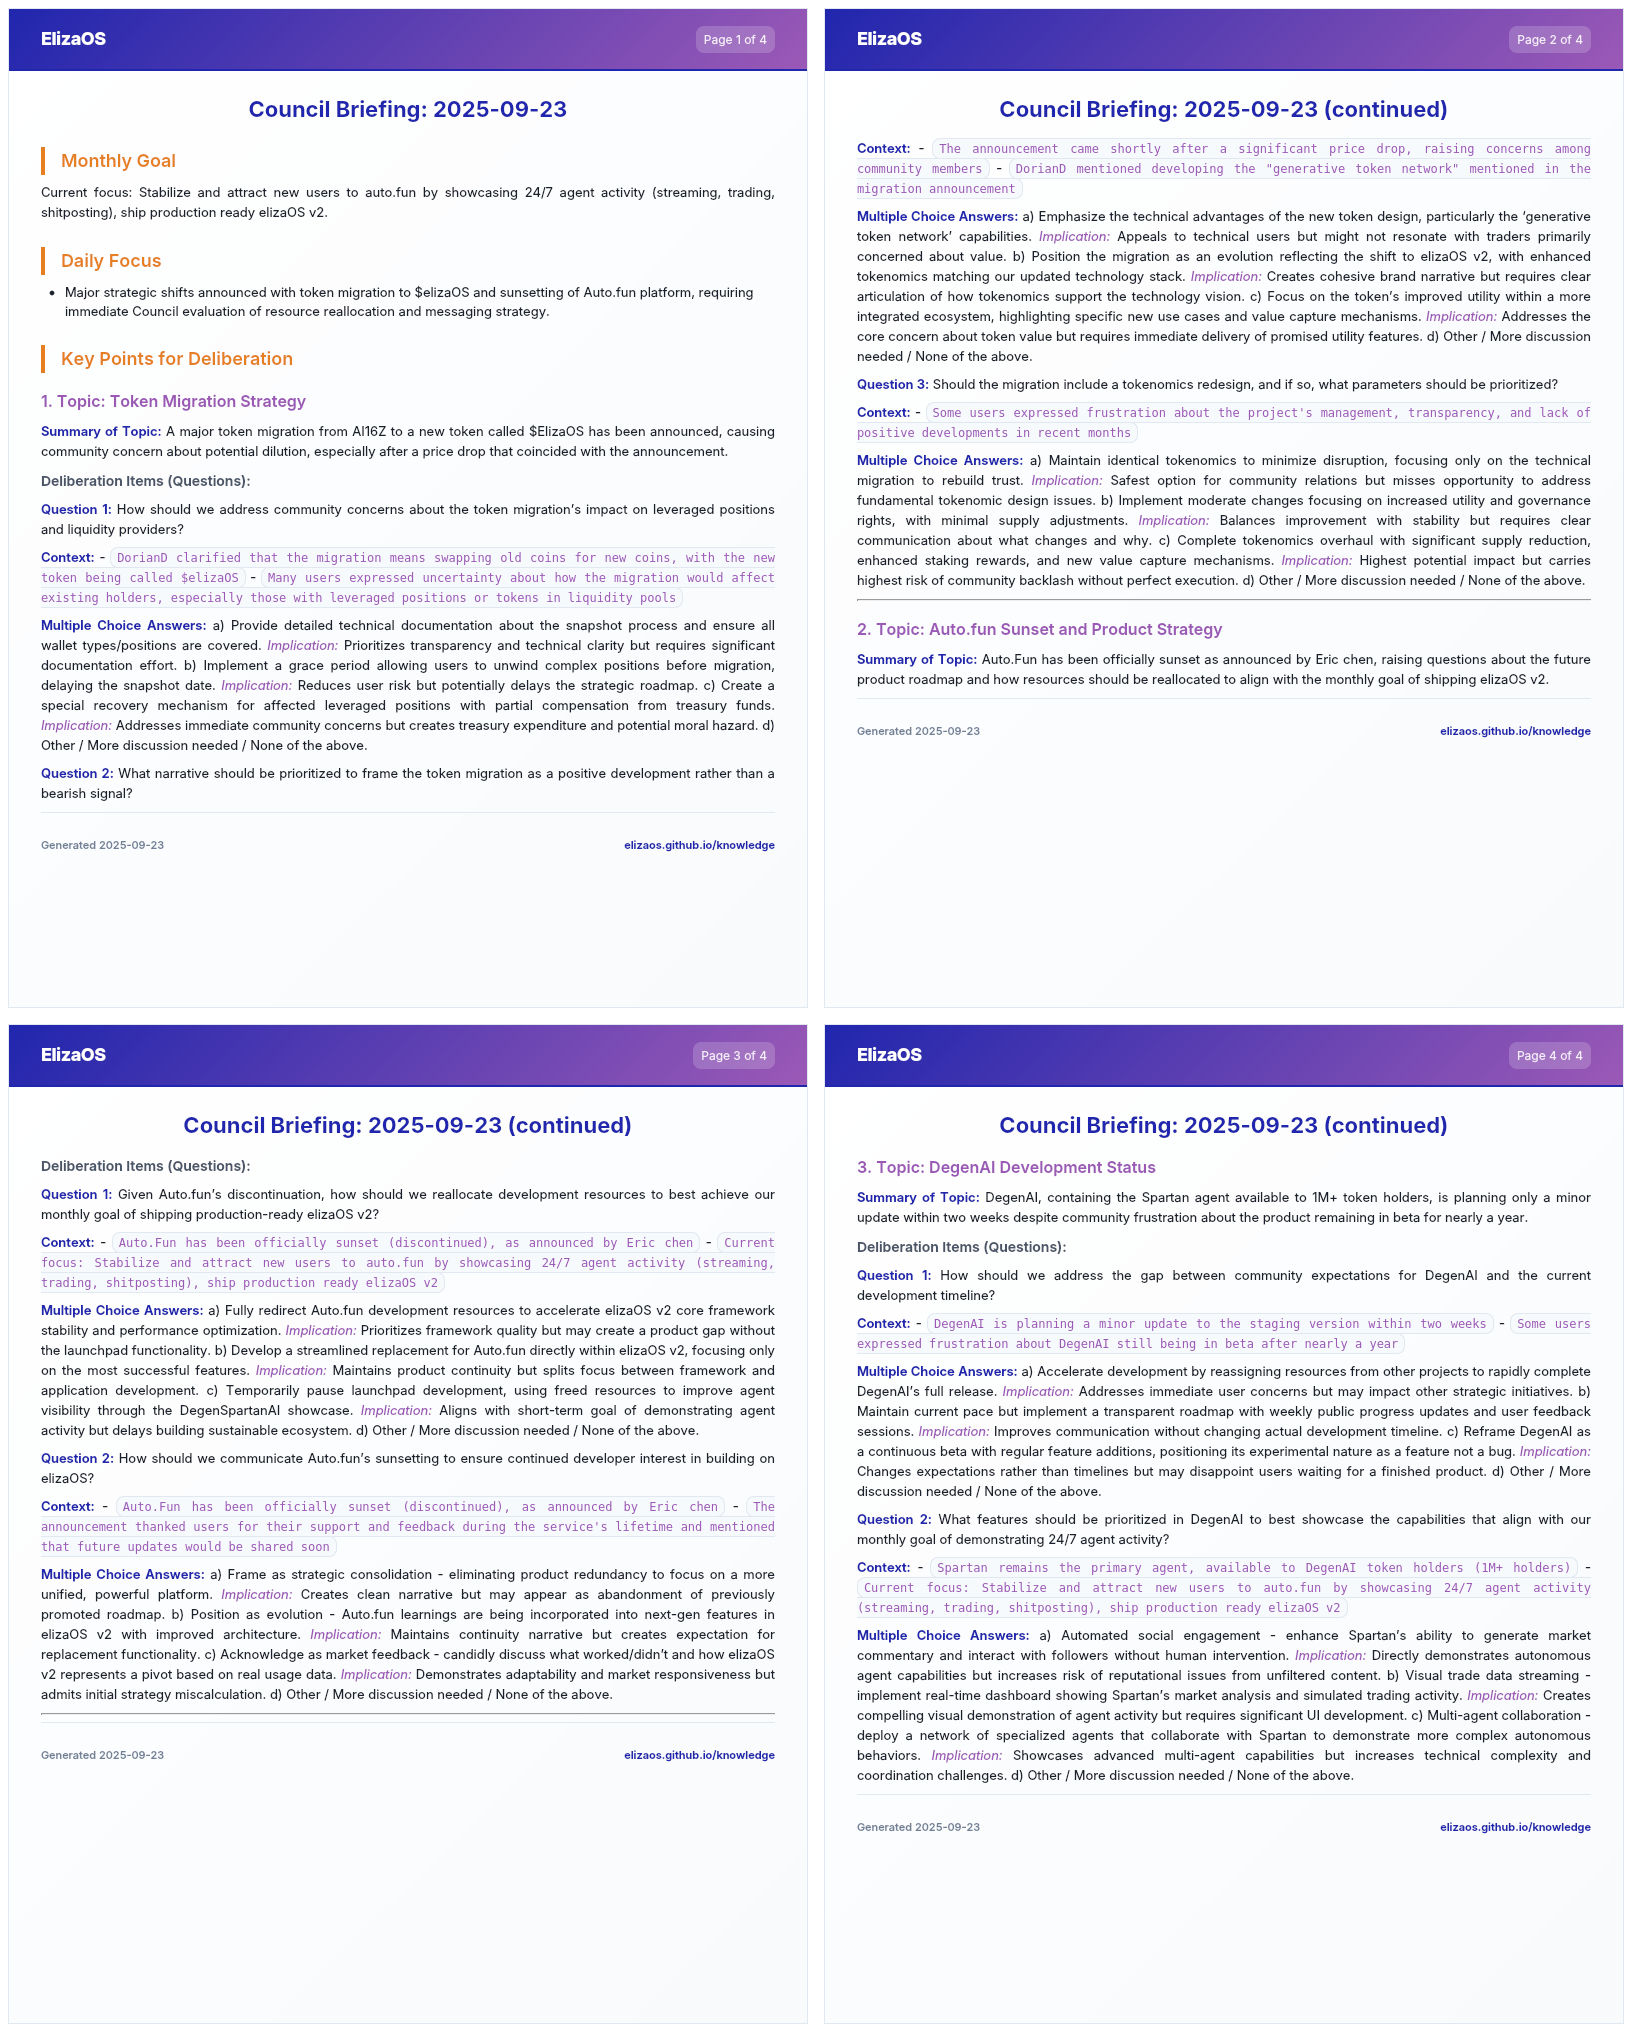 ElizaOS
Page 1 of 4
Council Briefing: 2025-09-23
Monthly Goal
Current focus: Stabilize and attract new users to auto.fun by showcasing 24/7 agent activity (streaming, trading,
shitposting), ship production ready elizaOS v2.
Daily Focus
• Major strategic shifts announced with token migration to $elizaOS and sunsetting of Auto.fun platform, requiring
immediate Council evaluation of resource reallocation and messaging strategy.
Key Points for Deliberation
1. Topic: Token Migration Strategy
Summary of Topic: A major token migration from AI16Z to a new token called $ElizaOS has been announced, causing
community concern about potential dilution, especially after a price drop that coincided with the announcement.
Deliberation Items (Questions):
Question 1: How should we address community concerns about the token migration’s impact on leveraged positions
and liquidity providers?
Context: - DorianD clarified that the migration means swapping old coins for new coins, with the new
token being called $elizaOS - Many users expressed uncertainty about how the migration would affect
existing holders, especially those with leveraged positions or tokens in liquidity pools
Multiple Choice Answers: a) Provide detailed technical documentation about the snapshot process and ensure all
wallet types/positions are covered. Implication: Prioritizes transparency and technical clarity but requires significant
documentation effort. b) Implement a grace period allowing users to unwind complex positions before migration,
delaying the snapshot date. Implication: Reduces user risk but potentially delays the strategic roadmap. c) Create a
special recovery mechanism for affected leveraged positions with partial compensation from treasury funds.
Implication: Addresses immediate community concerns but creates treasury expenditure and potential moral hazard. d)
Other / More discussion needed / None of the above.
Question 2: What narrative should be prioritized to frame the token migration as a positive development rather than a
bearish signal?
Generated 2025-09-23
elizaos.github.io/knowledge
ElizaOS
Page 2 of 4
Council Briefing: 2025-09-23 (continued)
Context: - The announcement came shortly after a significant price drop, raising concerns among
community members - DorianD mentioned developing the "generative token network" mentioned in the
migration announcement
Multiple Choice Answers: a) Emphasize the technical advantages of the new token design, particularly the ‘generative
token network’ capabilities. Implication: Appeals to technical users but might not resonate with traders primarily
concerned about value. b) Position the migration as an evolution reflecting the shift to elizaOS v2, with enhanced
tokenomics matching our updated technology stack. Implication: Creates cohesive brand narrative but requires clear
articulation of how tokenomics support the technology vision. c) Focus on the token’s improved utility within a more
integrated ecosystem, highlighting specific new use cases and value capture mechanisms. Implication: Addresses the
core concern about token value but requires immediate delivery of promised utility features. d) Other / More discussion
needed / None of the above.
Question 3: Should the migration include a tokenomics redesign, and if so, what parameters should be prioritized?
Context: - Some users expressed frustration about the project's management, transparency, and lack of
positive developments in recent months
Multiple Choice Answers: a) Maintain identical tokenomics to minimize disruption, focusing only on the technical
migration to rebuild trust. Implication: Safest option for community relations but misses opportunity to address
fundamental tokenomic design issues. b) Implement moderate changes focusing on increased utility and governance
rights, with minimal supply adjustments. Implication: Balances improvement with stability but requires clear
communication about what changes and why. c) Complete tokenomics overhaul with significant supply reduction,
enhanced staking rewards, and new value capture mechanisms. Implication: Highest potential impact but carries
highest risk of community backlash without perfect execution. d) Other / More discussion needed / None of the above.
2. Topic: Auto.fun Sunset and Product Strategy
Summary of Topic: Auto.Fun has been officially sunset as announced by Eric chen, raising questions about the future
product roadmap and how resources should be reallocated to align with the monthly goal of shipping elizaOS v2.
Generated 2025-09-23
elizaos.github.io/knowledge
ElizaOS
Page 3 of 4
Council Briefing: 2025-09-23 (continued)
Deliberation Items (Questions):
Question 1: Given Auto.fun’s discontinuation, how should we reallocate development resources to best achieve our
monthly goal of shipping production-ready elizaOS v2?
Context: - Auto.Fun has been officially sunset (discontinued), as announced by Eric chen - Current
focus: Stabilize and attract new users to auto.fun by showcasing 24/7 agent activity (streaming,
trading, shitposting), ship production ready elizaOS v2
Multiple Choice Answers: a) Fully redirect Auto.fun development resources to accelerate elizaOS v2 core framework
stability and performance optimization. Implication: Prioritizes framework quality but may create a product gap without
the launchpad functionality. b) Develop a streamlined replacement for Auto.fun directly within elizaOS v2, focusing only
on the most successful features. Implication: Maintains product continuity but splits focus between framework and
application development. c) Temporarily pause launchpad development, using freed resources to improve agent
visibility through the DegenSpartanAI showcase. Implication: Aligns with short-term goal of demonstrating agent
activity but delays building sustainable ecosystem. d) Other / More discussion needed / None of the above.
Question 2: How should we communicate Auto.fun’s sunsetting to ensure continued developer interest in building on
elizaOS?
Context: - Auto.Fun has been officially sunset (discontinued), as announced by Eric chen - The
announcement thanked users for their support and feedback during the service's lifetime and mentioned
that future updates would be shared soon
Multiple Choice Answers: a) Frame as strategic consolidation - eliminating product redundancy to focus on a more
unified, powerful platform. Implication: Creates clean narrative but may appear as abandonment of previously
promoted roadmap. b) Position as evolution - Auto.fun learnings are being incorporated into next-gen features in
elizaOS v2 with improved architecture. Implication: Maintains continuity narrative but creates expectation for
replacement functionality. c) Acknowledge as market feedback - candidly discuss what worked/didn’t and how elizaOS
v2 represents a pivot based on real usage data. Implication: Demonstrates adaptability and market responsiveness but
admits initial strategy miscalculation. d) Other / More discussion needed / None of the above.
Generated 2025-09-23
elizaos.github.io/knowledge
ElizaOS
Page 4 of 4
Council Briefing: 2025-09-23 (continued)
3. Topic: DegenAI Development Status
Summary of Topic: DegenAI, containing the Spartan agent available to 1M+ token holders, is planning only a minor
update within two weeks despite community frustration about the product remaining in beta for nearly a year.
Deliberation Items (Questions):
Question 1: How should we address the gap between community expectations for DegenAI and the current
development timeline?
Context: - DegenAI is planning a minor update to the staging version within two weeks - Some users
expressed frustration about DegenAI still being in beta after nearly a year
Multiple Choice Answers: a) Accelerate development by reassigning resources from other projects to rapidly complete
DegenAI’s full release. Implication: Addresses immediate user concerns but may impact other strategic initiatives. b)
Maintain current pace but implement a transparent roadmap with weekly public progress updates and user feedback
sessions. Implication: Improves communication without changing actual development timeline. c) Reframe DegenAI as
a continuous beta with regular feature additions, positioning its experimental nature as a feature not a bug. Implication:
Changes expectations rather than timelines but may disappoint users waiting for a finished product. d) Other / More
discussion needed / None of the above.
Question 2: What features should be prioritized in DegenAI to best showcase the capabilities that align with our
monthly goal of demonstrating 24/7 agent activity?
Context: - Spartan remains the primary agent, available to DegenAI token holders (1M+ holders) -
Current focus: Stabilize and attract new users to auto.fun by showcasing 24/7 agent activity
(streaming, trading, shitposting), ship production ready elizaOS v2
Multiple Choice Answers: a) Automated social engagement - enhance Spartan’s ability to generate market
commentary and interact with followers without human intervention. Implication: Directly demonstrates autonomous
agent capabilities but increases risk of reputational issues from unfiltered content. b) Visual trade data streaming -
implement real-time dashboard showing Spartan’s market analysis and simulated trading activity. Implication: Creates
compelling visual demonstration of agent activity but requires significant UI development. c) Multi-agent collaboration -
deploy a network of specialized agents that collaborate with Spartan to demonstrate more complex autonomous
behaviors. Implication: Showcases advanced multi-agent capabilities but increases technical complexity and
coordination challenges. d) Other / More discussion needed / None of the above.
Generated 2025-09-23
elizaos.github.io/knowledge